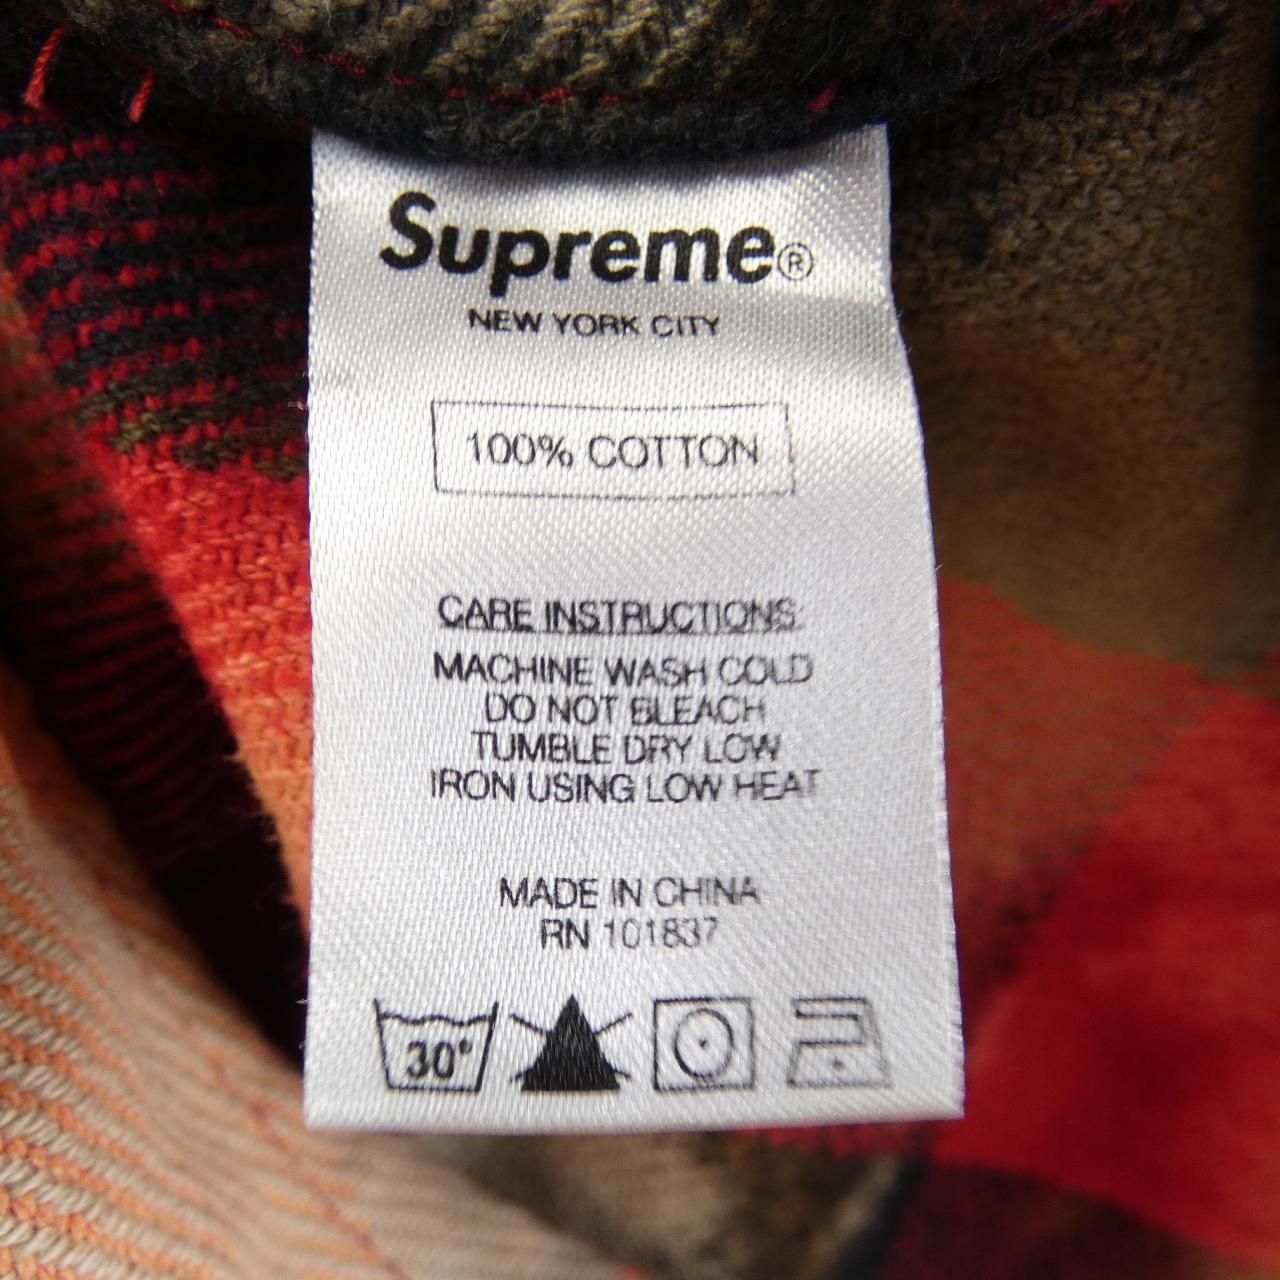 Supreme®
NEW YORK CITY
100% COTTON
CARE INSTRUCTIONS:
MACHINE WASH COLD
DO NOT BLEACH
TUMBLE DRY LOW
IRON USING LOW HEAT
MADE IN CHINA
RN 101837
30°